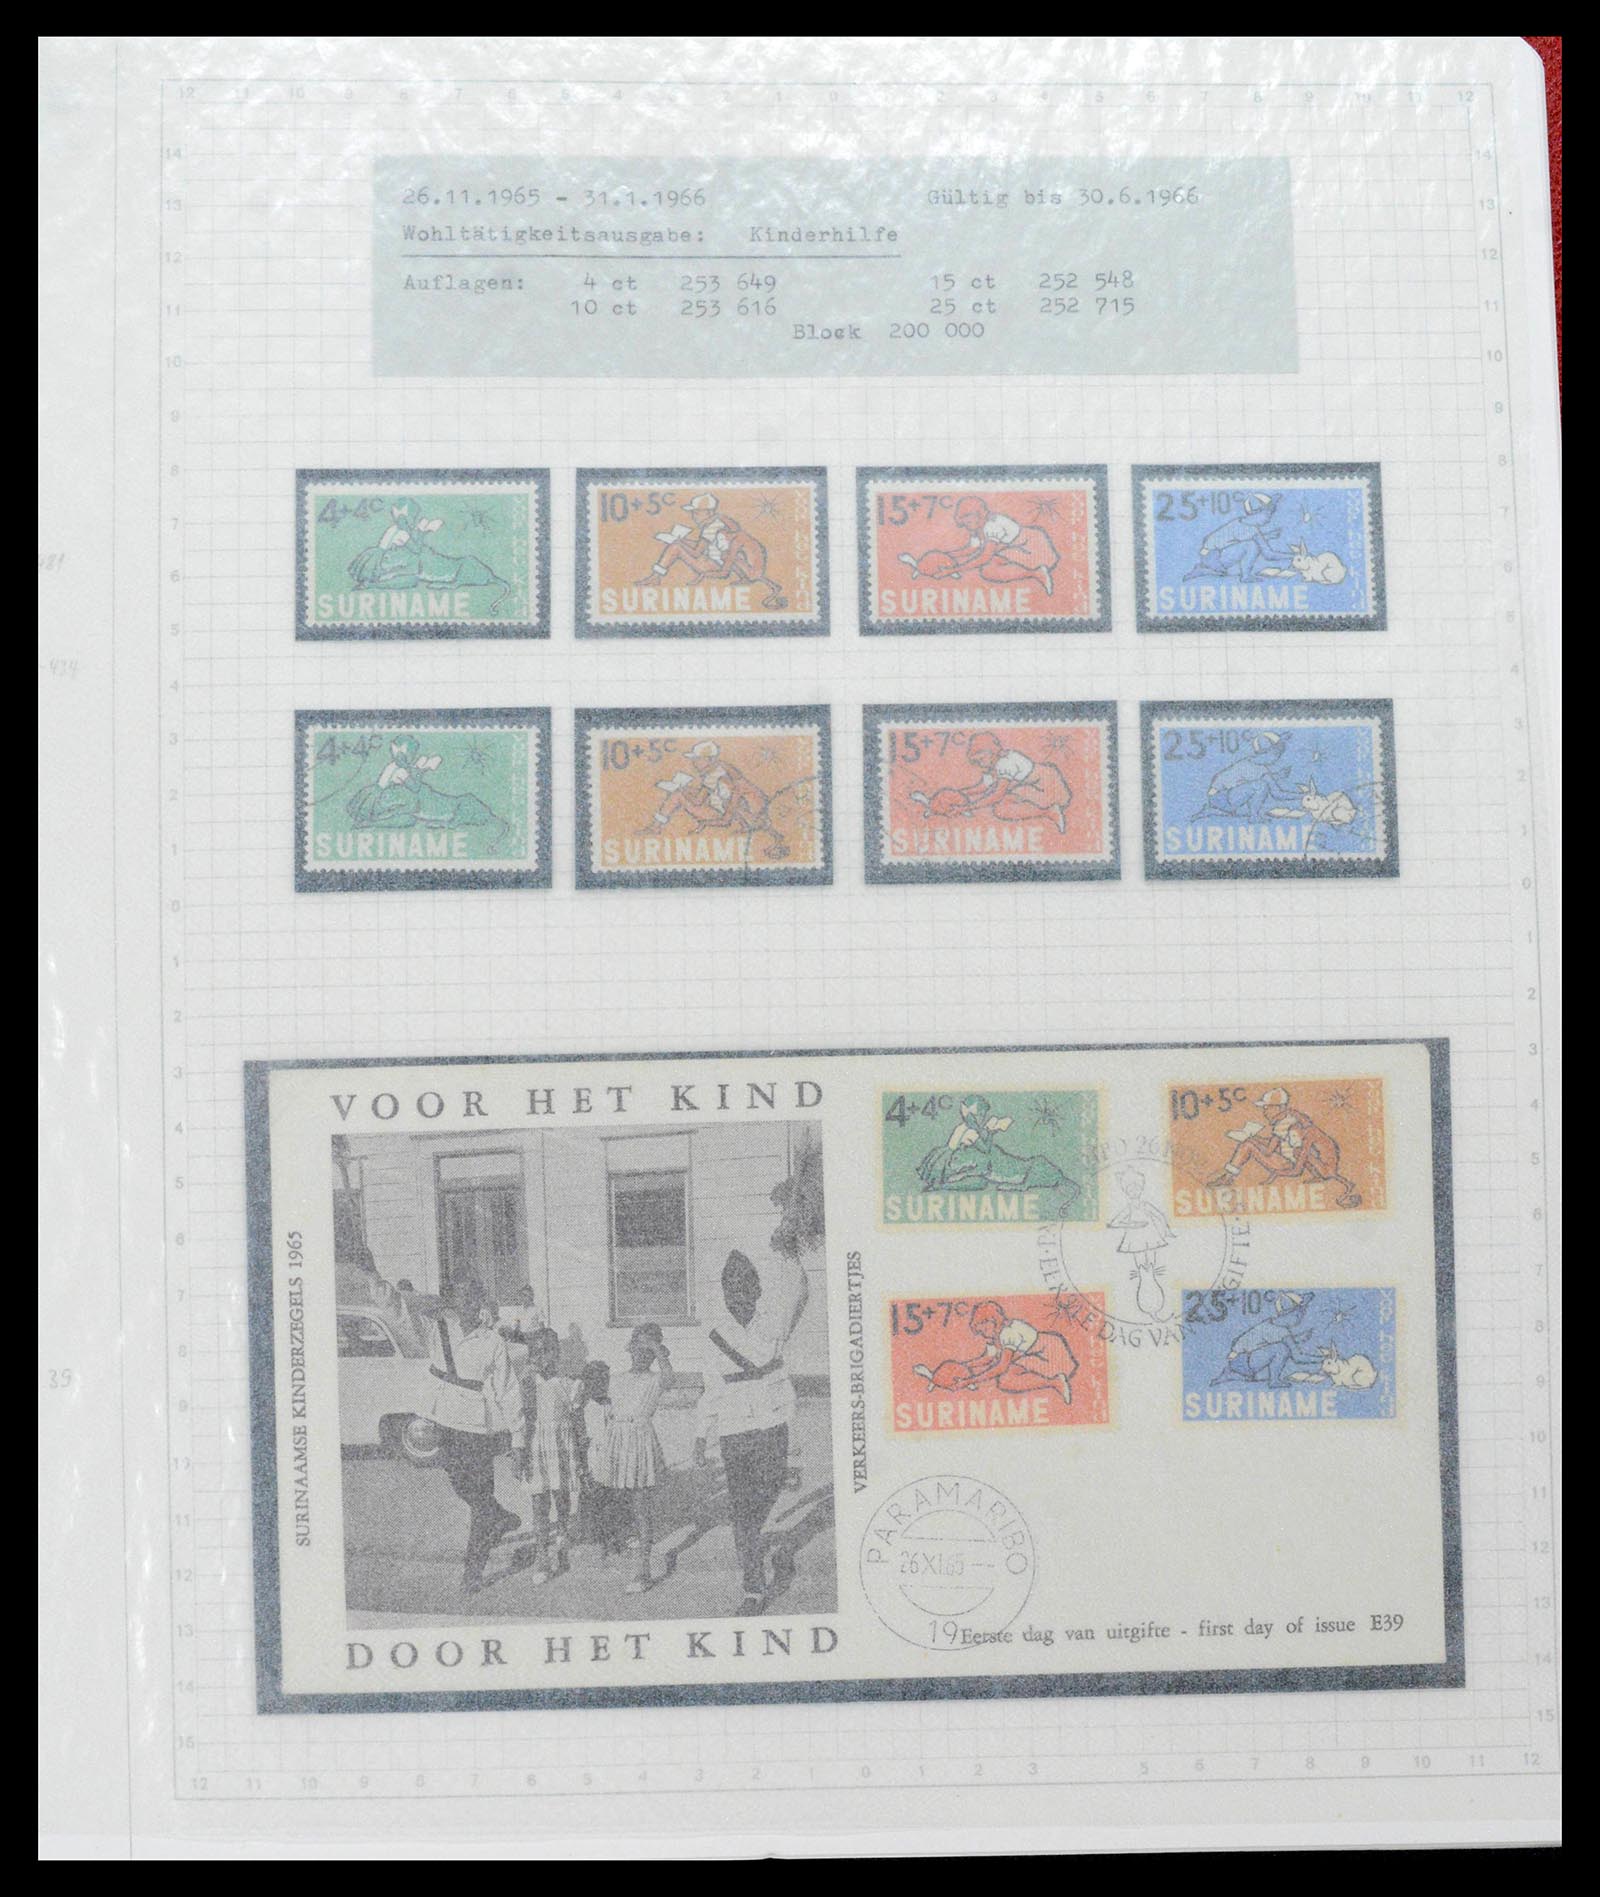 26.11.1965 - 31.1.1966 Gültig bis 30.6.1966
Wohltätigkeitsausgabe: Kinderhilfe
Auflagen: 4 ct 253 649 15 ct 252 548
10 ct 253 616 25 ct 252 715
Block 200 000
4+4c 10+5c 15+7c 25+10c
SURINAME SURINAME SURINAME SURINAME
4+4c 10+5c 15+7c 25+10c
SURINAME SURINAME SURINAME SURINAME
VOOR HET KIND
SURINAAMSE KINDERZEGELS 1965
VERKEERS-BRIGADIERTJES
DOOR HET KIND
4+4c 10+5c
SURINAME SURINAME
15+7c 25+10c
SURINAME SURINAME
PARAMARIBO
26 XI.65
19
Eerste dag van uitgifte - first day of issue E39
39